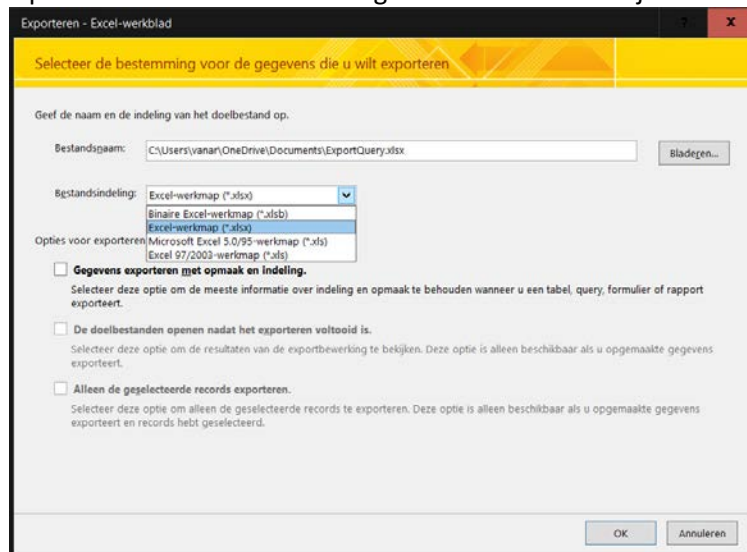 Exporteren - Excel-werkblad
? X
Selecteer de bestemming voor de gegevens die u wilt exporteren
Geef de naam en de indeling van het doelbestand op.
Bestandsnaam: C:\Users\vanar\OneDrive\Documents\ExportQuery.xlsx Bladeren...
Bestandsindeling: Excel-werkmap (*.xlsx)
Binaire Excel-werkmap (*.xlsb)
Excel-werkmap (*.xlsx)
Opties voor exporteren Microsoft Excel 5.0/95-werkmap (*.xls)
Excel 97/2003-werkmap (*.xls)
Gegevens exporteren met opmaak en indeling.
Selecteer deze optie om de meeste informatie over indeling en opmaak te behouden wanneer u een tabel, query, formulier of rapport
exporteert.
De doelbestanden openen nadat het exporteren voltooid is.
Selecteer deze optie om de resultaten van de exportbewerking te bekijken. Deze optie is alleen beschikbaar als u opgemaakte gegevens
exporteert.
Alleen de geselecteerde records exporteren.
Selecteer deze optie om alleen de geselecteerde records te exporteren. Deze optie is alleen beschikbaar als u opgemaakte gegevens
exporteert en records hebt geselecteerd.
OK Annuleren